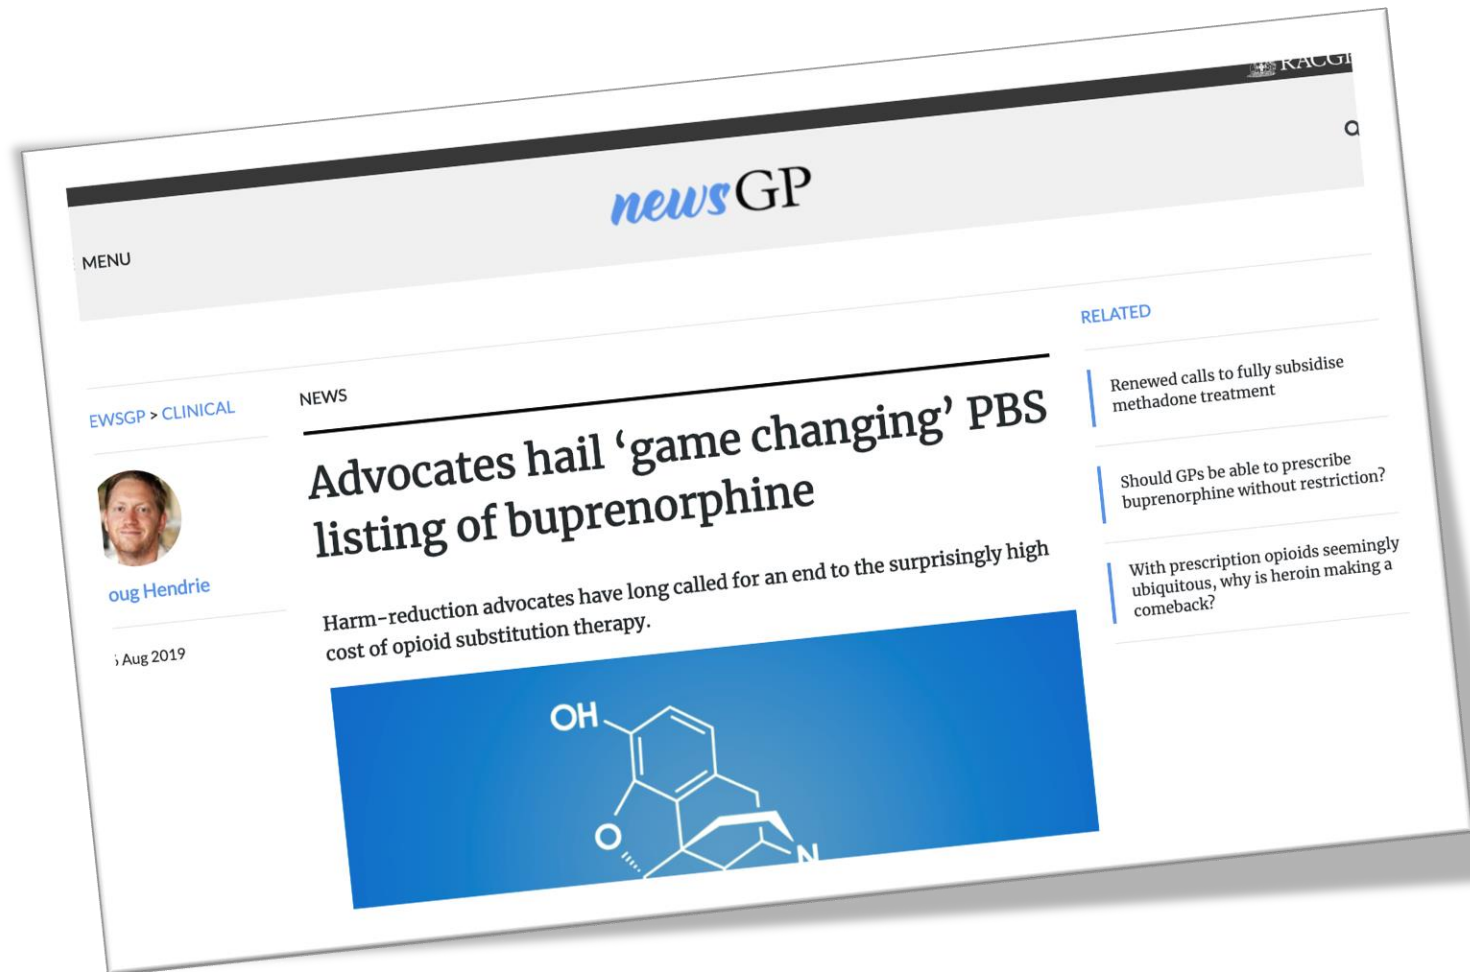 RACGP
newsGP
MENU
EWSGP > CLINICAL
oug Hendrie
Aug 2019
NEWS
Advocates hail ‘game changing’ PBS
listing of buprenorphine
Harm-reduction advocates have long called for an end to the surprisingly high
cost of opioid substitution therapy.
OH
O
N
RELATED
Renewed calls to fully subsidise
methadone treatment
Should GPs be able to prescribe
buprenorphine without restriction?
With prescription opioids seemingly
ubiquitous, why is heroin making a
comeback?